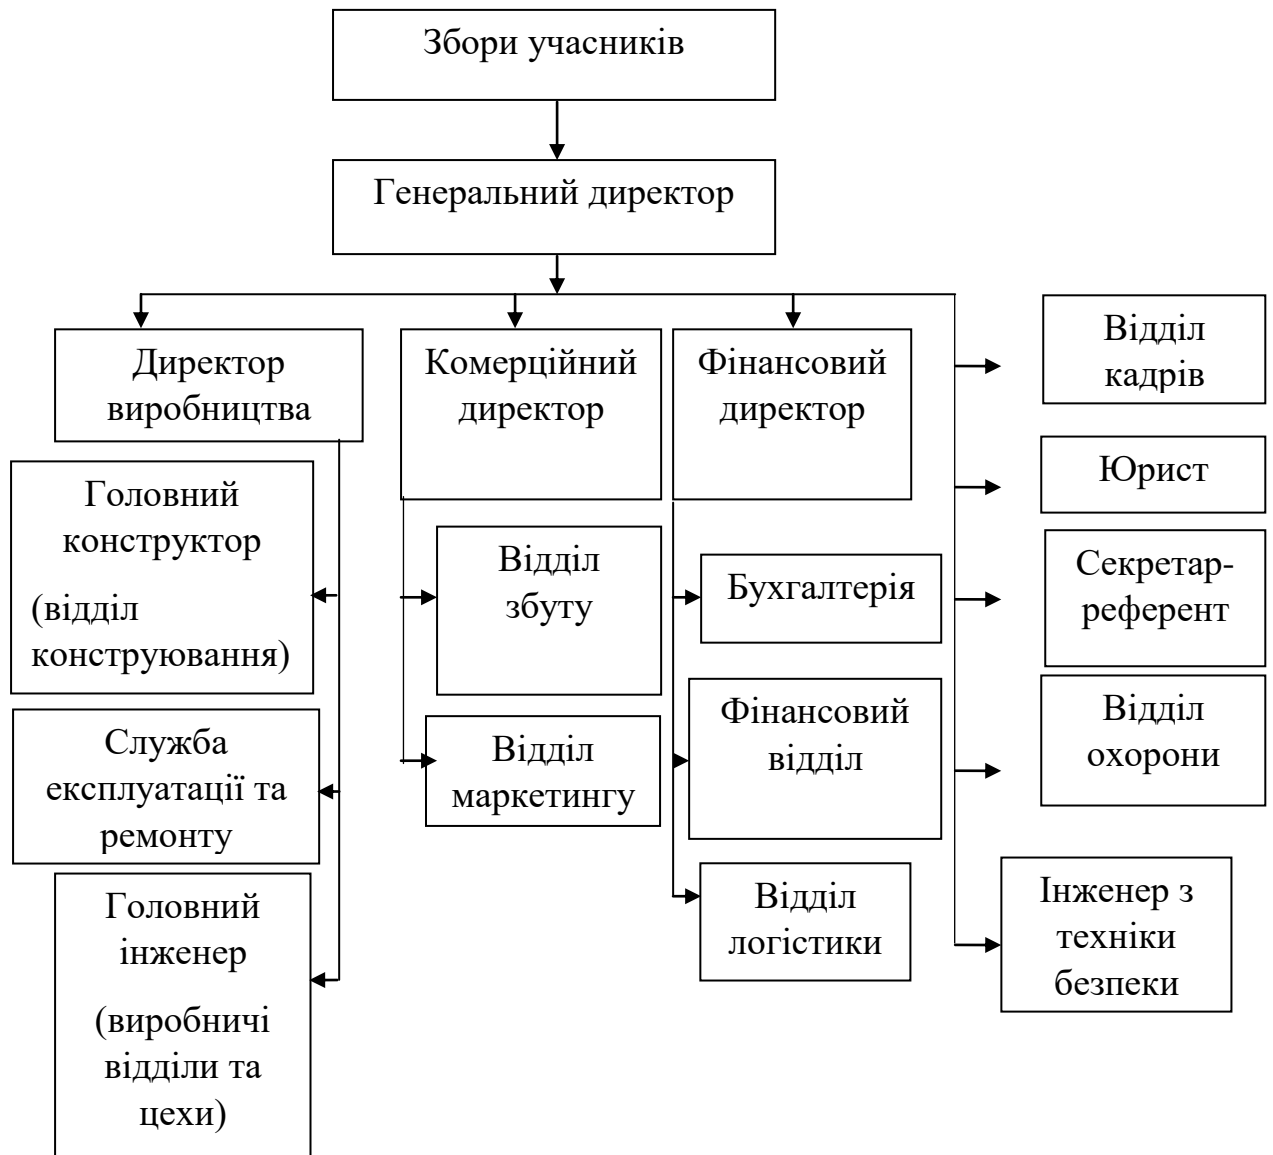 Збори учасників
Генеральний директор
Директор
виробництва
Комерційний
директор
Фінансовий
директор
Відділ
кадрів
Юрист
Головний
конструктор
(відділ
конструювання)
Відділ
збуту
Бухгалтерія
Секретар-
референт
Служба
експлуатації та
ремонту
Відділ
маркетингу
Фінансовий
відділ
Відділ
охорони
Головний
інженер
(виробничі
відділи та
цехи)
Відділ
логістики
Інженер з
техніки
безпеки